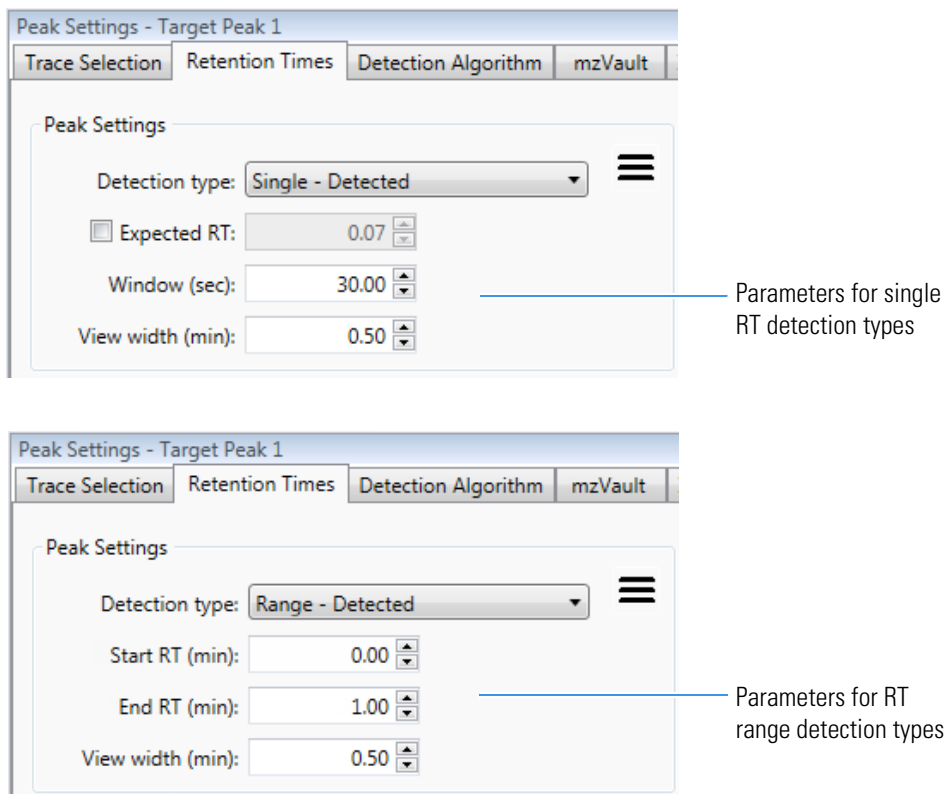 Peak Settings - Target Peak 1
Trace Selection Retention Times Detection Algorithm mzVault
Peak Settings
Detection type: Single - Detected
Expected RT: 0.07
Window (sec): 30.00
View width (min): 0.50
Parameters for single
RT detection types
Peak Settings - Target Peak 1
Trace Selection Retention Times Detection Algorithm mzVault
Peak Settings
Detection type: Range - Detected
Start RT (min): 0.00
End RT (min): 1.00
View width (min): 0.50
Parameters for RT
range detection types